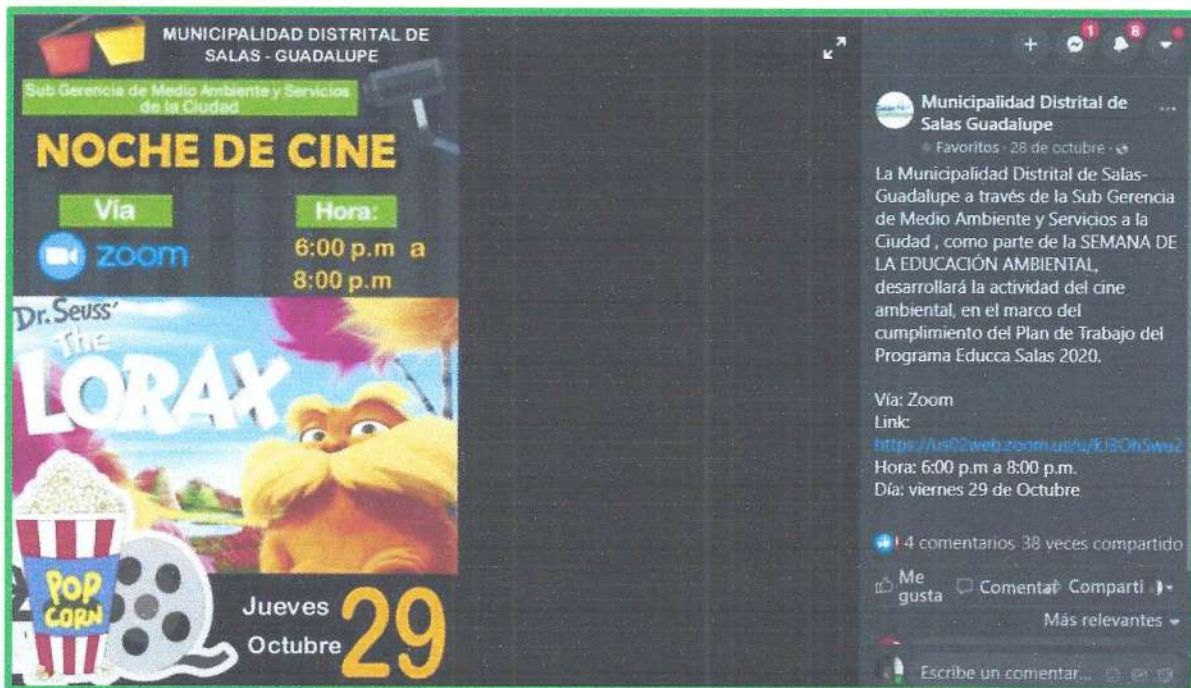 MUNICIPALIDAD DISTRITAL DE
SALAS - GUADALUPE
Sub Gerencia de Medio Ambiente y Servicios
de la Ciudad
NOCHE DE CINE
Vía
Hora:
zoom
6:00 p.m a
8:00 p.m
Dr. Seuss'
The
LORAX
POP
CORN
Jueves
Octubre
29
1
8
Municipalidad Distrital de
Salas Guadalupe
Favoritos · 28 de octubre ·
La Municipalidad Distrital de Salas-
Guadalupe a través de la Sub Gerencia
de Medio Ambiente y Servicios a la
Ciudad , como parte de la SEMANA DE
LA EDUCACIÓN AMBIENTAL,
desarrollará la actividad del cine
ambiental, en el marco del
cumplimiento del Plan de Trabajo del
Programa Educca Salas 2020.
Vía: Zoom
Link:
Hora: 6:00 p.m a 8:00 p.m.
Día: viernes 29 de Octubre
4 comentarios 38 veces compartido
Me
gusta
Comentar
Comparti
Más relevantes
Escribe un comentar...